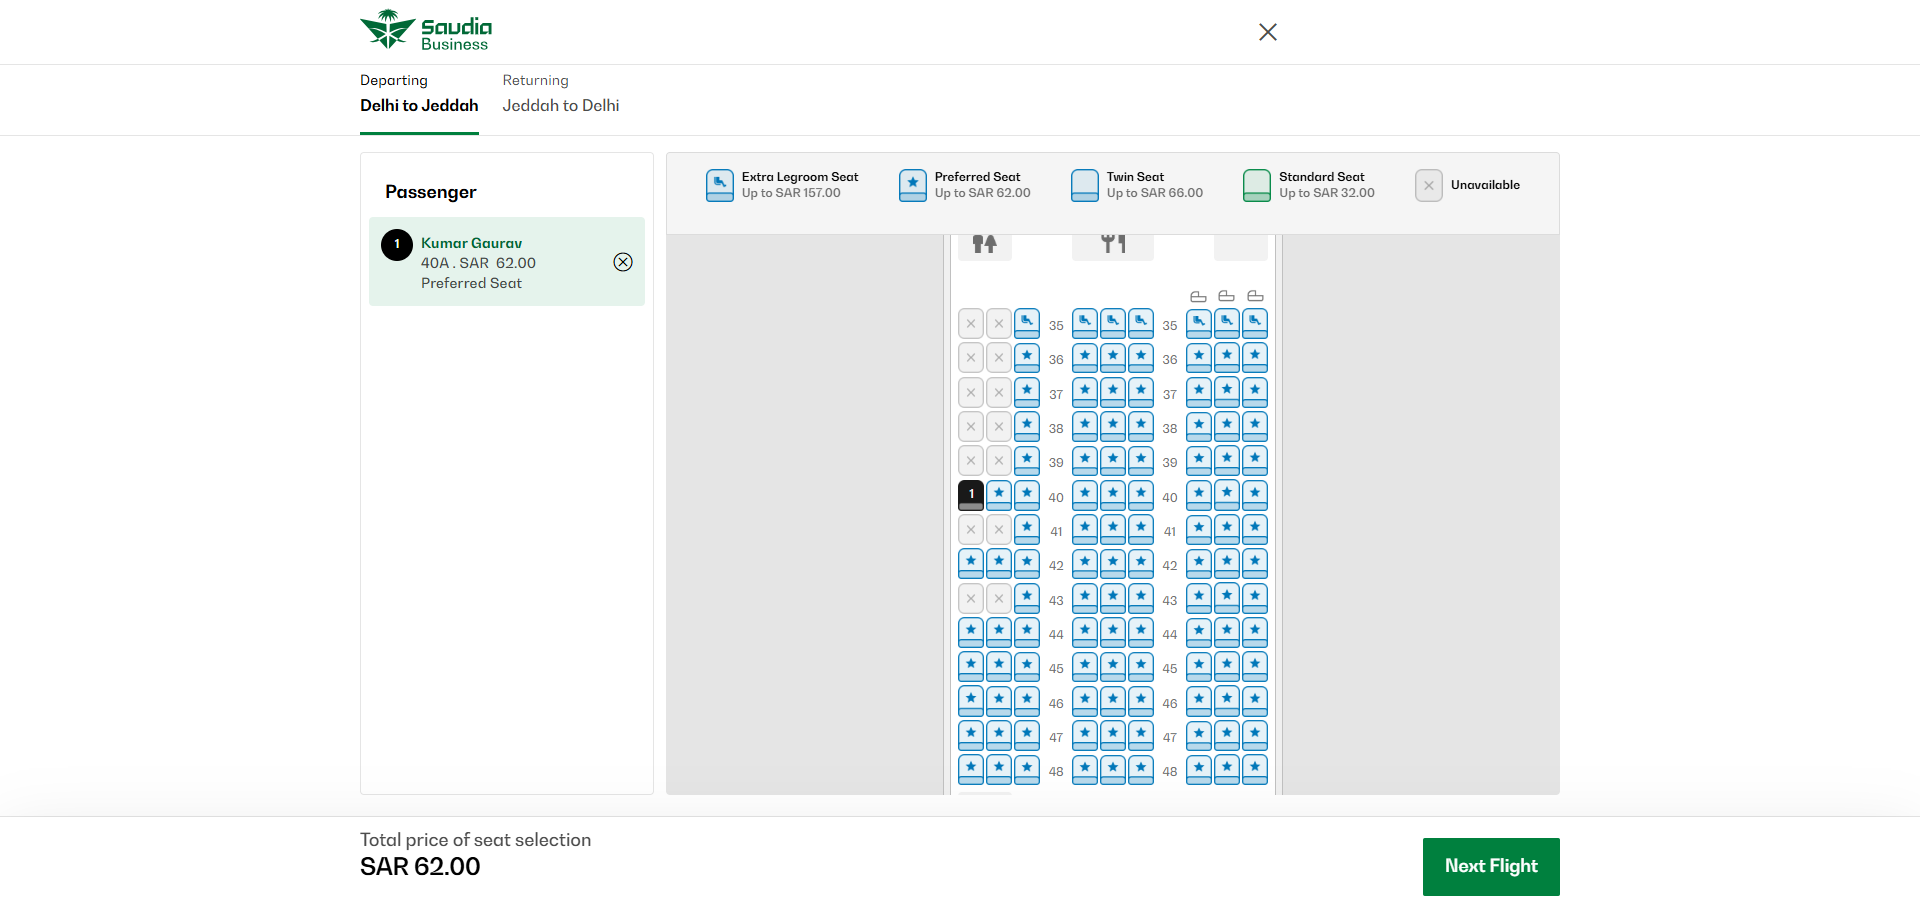 Saudia
Business
Departing
Delhi to Jeddah
Returning
Jeddah to Delhi
Passenger
1
Kumar Gaurav
40A . SAR 62.00
Preferred Seat
Extra Legroom Seat
Up to SAR 157.00
Preferred Seat
Up to SAR 62.00
Twin Seat
Up to SAR 66.00
Standard Seat
Up to SAR 32.00
Unavailable
35 35
36 36
37 37
38 38
39 39
1 40 40
41 41
42 42
43 43
44 44
45 45
46 46
47 47
48 48
Total price of seat selection
SAR 62.00
Next Flight